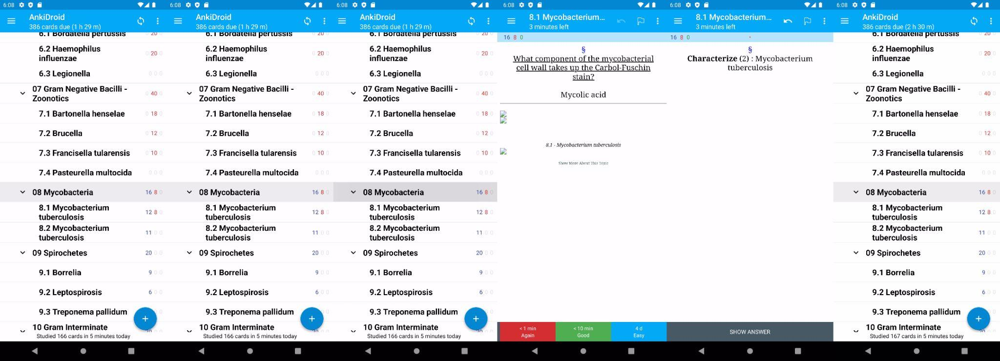 6:08
AnkiDroid
386 cards due (1 h 29 m)
6.1 Bordatella pertussis
0 20 0
6.2 Haemophilus
influenzae
0 20 0
6.3 Legionella
0 0 0
07 Gram Negative Bacilli -
Zoonotics
0 40 0
7.1 Bartonella henselae
0 18 0
7.2 Brucella
0 12 0
7.3 Francisella tularensis
0 10 0
7.4 Pasteurella multocida
0 0 0
08 Mycobacteria
16 8 0
8.1 Mycobacterium
tuberculosis
12 8 0
8.2 Mycobacterium
tuberculosis
11 0 0
09 Spirochetes
20 0 0
9.1 Borrelia
9 0 0
9.2 Leptospirosis
6 0 0
9.3 Treponema pallidum
10 Gram Interminate
Studied 166 cards in 5 minutes today
6:08
AnkiDroid
386 cards due (1 h 29 m)
6.1 Bordatella pertussis
0 20 0
6.2 Haemophilus
influenzae
0 20 0
6.3 Legionella
0 0 0
07 Gram Negative Bacilli -
Zoonotics
0 40 0
7.1 Bartonella henselae
0 18 0
7.2 Brucella
0 12 0
7.3 Francisella tularensis
0 10 0
7.4 Pasteurella multocida
0 0 0
08 Mycobacteria
16 8 0
8.1 Mycobacterium
tuberculosis
12 8 0
8.2 Mycobacterium
tuberculosis
11 0 0
09 Spirochetes
20 0 0
9.1 Borrelia
9 0 0
9.2 Leptospirosis
6 0 0
9.3 Treponema pallidum
10 Gram Interminate
Studied 166 cards in 5 minutes today
6:08
AnkiDroid
386 cards due (1 h 29 m)
6.1 Bordatella pertussis
0 20 0
6.2 Haemophilus
influenzae
0 20 0
6.3 Legionella
0 0 0
07 Gram Negative Bacilli -
Zoonotics
0 40 0
7.1 Bartonella henselae
0 18 0
7.2 Brucella
0 12 0
7.3 Francisella tularensis
0 10 0
7.4 Pasteurella multocida
0 0 0
08 Mycobacteria
16 8 0
8.1 Mycobacterium
tuberculosis
12 8 0
8.2 Mycobacterium
tuberculosis
11 0 0
09 Spirochetes
20 0 0
9.1 Borrelia
9 0 0
9.2 Leptospirosis
6 0 0
9.3 Treponema pallidum
10 Gram Interminate
Studied 166 cards in 5 minutes today
6:08
8.1 Mycobacterium...
3 minutes left
16 8 0
§
What component of the mycobacterial
cell wall takes up the Carbol-Fuschin
stain?
Mycolic acid
8.1 - Mycobacterium tuberculosis
Show More About This Topic
< 1 min
Again
< 10 min
Good
4 d
Easy
6:08
8.1 Mycobacterium...
3 minutes left
16 8 0
§
Characterize (2) : Mycobacterium
tuberculosis
SHOW ANSWER
6:08
AnkiDroid
386 cards due (2 h 30 m)
6.1 Bordatella pertussis
0 20 0
6.2 Haemophilus
influenzae
0 20 0
6.3 Legionella
0 0 0
07 Gram Negative Bacilli -
Zoonotics
0 40 0
7.1 Bartonella henselae
0 18 0
7.2 Brucella
0 12 0
7.3 Francisella tularensis
0 10 0
7.4 Pasteurella multocida
0 0 0
08 Mycobacteria
16 8 0
8.1 Mycobacterium
tuberculosis
12 8 0
8.2 Mycobacterium
tuberculosis
11 0 0
09 Spirochetes
20 0 0
9.1 Borrelia
9 0 0
9.2 Leptospirosis
6 0 0
9.3 Treponema pallidum
10 Gram Interminate
Studied 167 cards in 5 minutes today